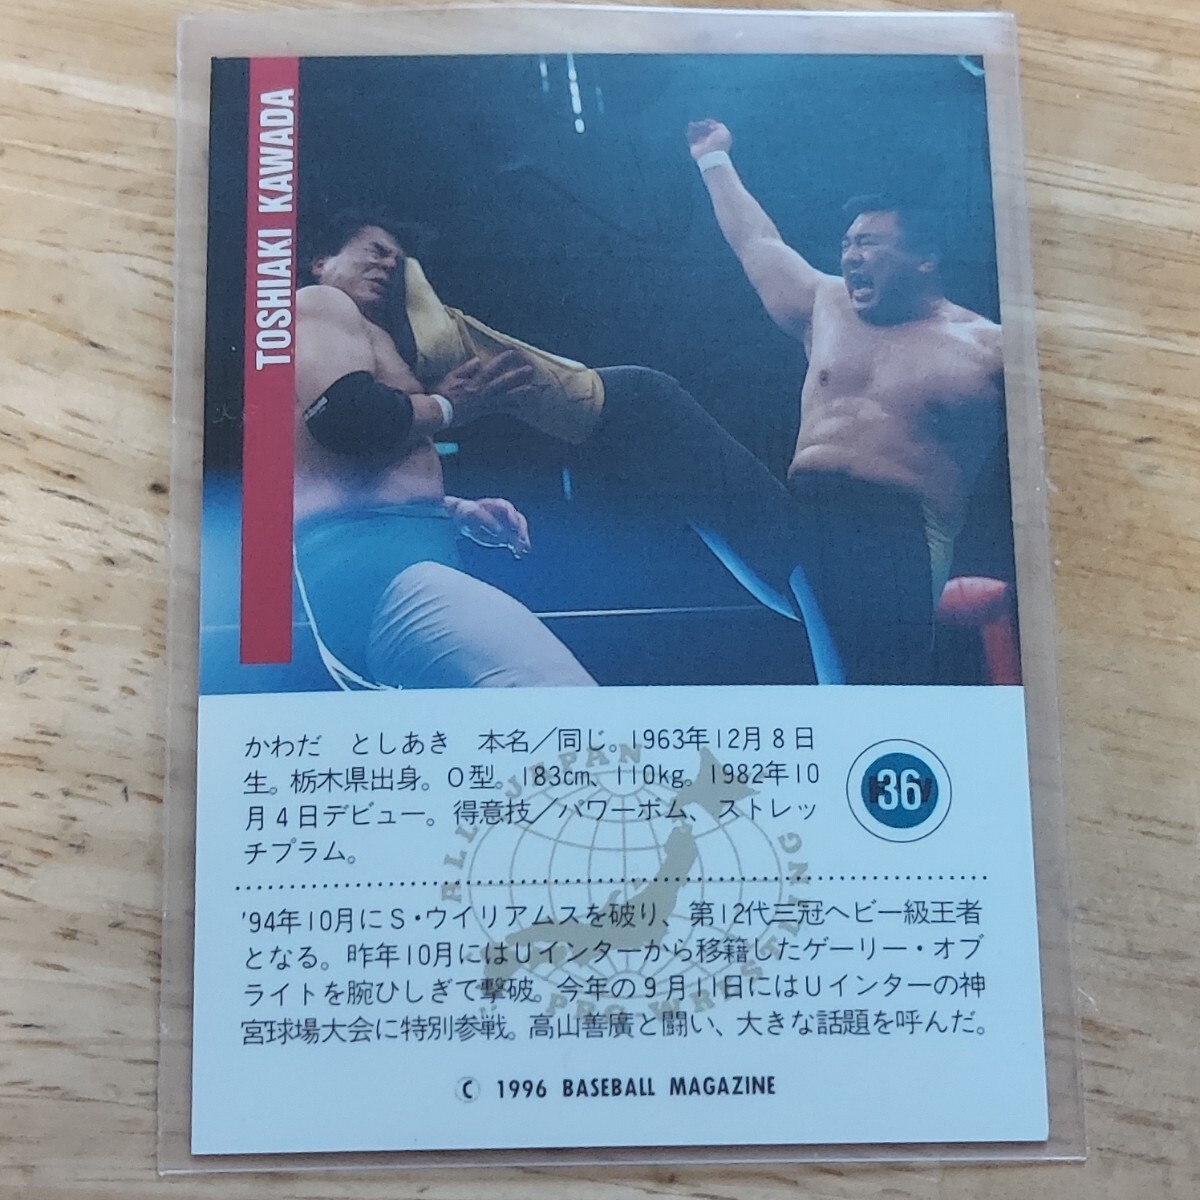 TOSHIAKI KAWADA
かわだ としあき 本名／同じ。1963年12月8日
生。栃木県出身。O型。183cm、110kg。1982年10
月4日デビュー。得意技／パワーボム、ストレッ
チプラム。
36
'94年10月にS・ウイリアムスを破り、第12代三冠ヘビー級王者
となる。昨年10月にはUインターから移籍したゲーリー・オブ
ライトを腕ひしぎで撃破。今年の9月11日にはUインターの神
宮球場大会に特別参戦。高山善廣と闘い、大きな話題を呼んだ。
ALL JAPAN
PRO-WRESTLING
C 1996 BASEBALL MAGAZINE